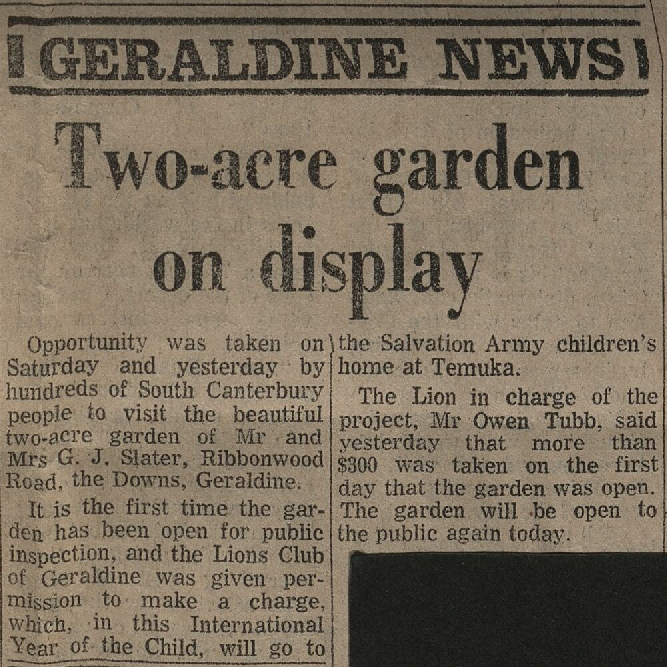 GERALDINE NEWS
Two-acre garden
on display
Opportunity was taken on
Saturday and yesterday by
hundreds of South Canterbury
people to visit the beautiful
two-acre garden of Mr and
Mrs G. J. Slater, Ribbonwood
Road, the Downs, Geraldine.
It is the first time the gar-
den has been open for public
inspection, and the Lions Club
of Geraldine was given per-
mission to make a charge,
which, in this International
Year of the Child, will go to
the Salvation Army children's
home at Temuka.
The Lion in charge of the
project, Mr Owen Tubb, said
yesterday that more than
$300 was taken on the first
day that the garden was open.
The garden will be open to
the public again today.